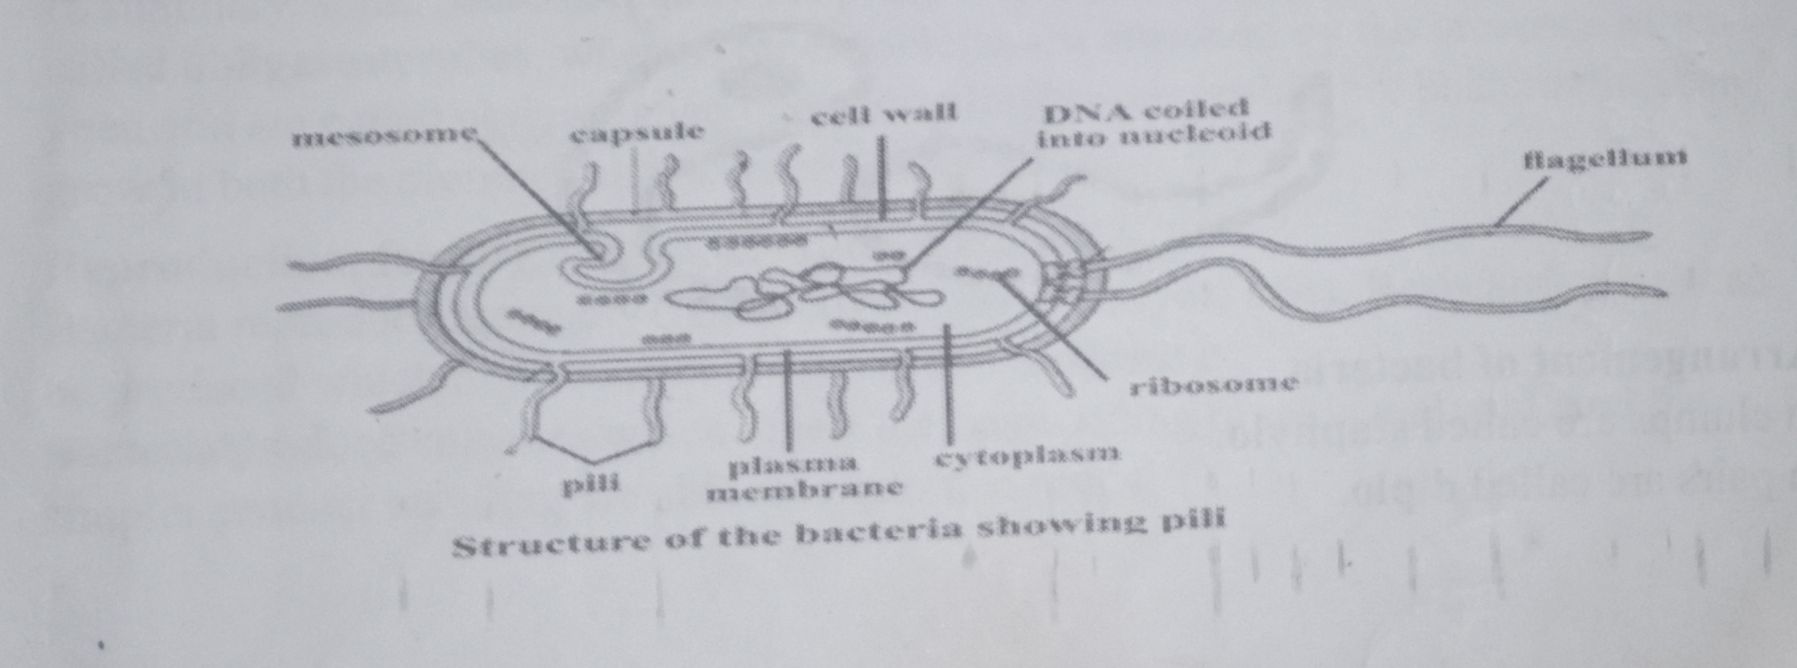 mesosome
capsule
cell wall
DNA coiled
into nucleoid
flagellum
ribosome
cytoplasm
plasma
membrane
pili
Structure of the bacteria showing pili